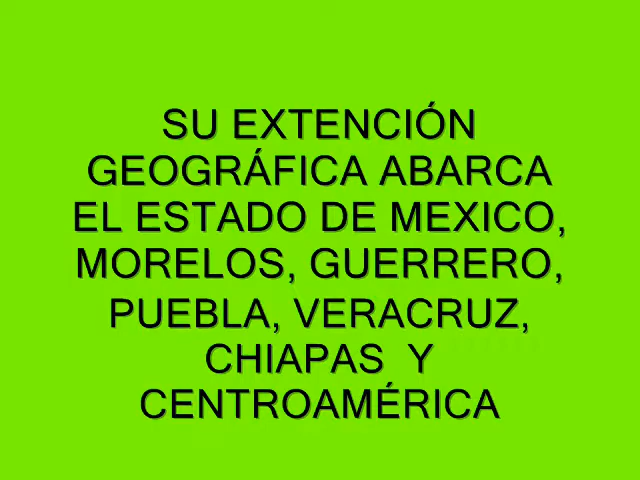 SU EXTENCIÓN
GEOGRÁFICA ABARCA
EL ESTADO DE MEXICO,
MORELOS, GUERRERO,
PUEBLA, VERACRUZ,
CHIAPAS Y
CENTROAMÉRICA